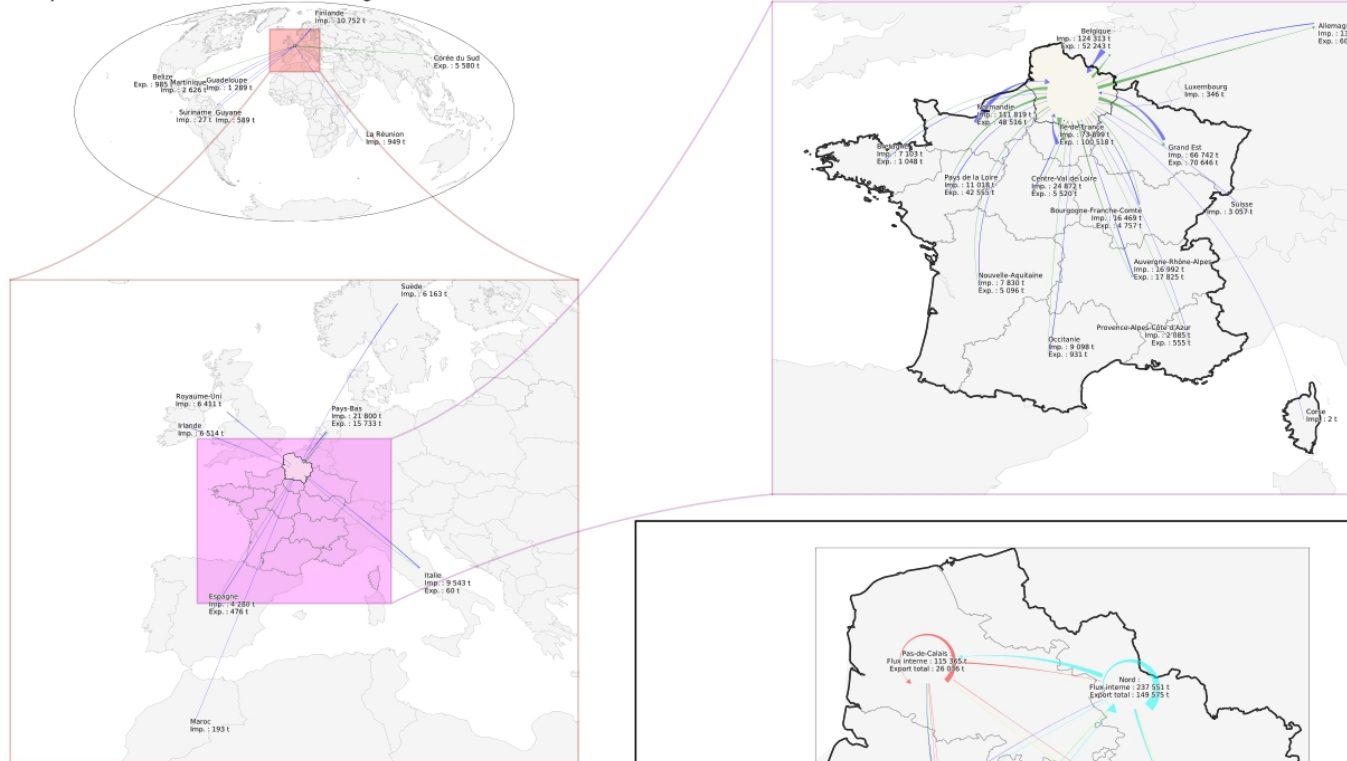 Finlande
Imp. : 10 752 t
Corée du Sud
Exp. : 5 580 t
Belize
Exp. : 985 t
Martinique
Imp. : 2 626 t
Guadeloupe
Imp. : 1 289 t
Suriname
Imp. : 27 t
Guyane
Imp. : 589 t
La Réunion
Imp. : 949 t
Suède
Imp. : 6 163 t
Royaume-Uni
Imp. : 6 411 t
Irlande
Imp. : 6 514 t
Pays-Bas
Imp. : 21 800 t
Exp. : 15 733 t
Italie
Imp. : 9 543 t
Exp. : 60 t
Espagne
Imp. : 4 280 t
Exp. : 476 t
Maroc
Imp. : 193 t
Belgique
Imp. : 124 313 t
Exp. : 52 243 t
Allemag
Imp. : 13
Exp. : 60
Luxembourg
Imp. : 346 t
Normandie
Imp. : 111 819 t
Exp. : 48 516 t
Île-de-France
Exp. : 100 518 t
Grand Est
Imp. : 66 742 t
Exp. : 70 646 t
Bretagne
Imp. : 7 103 t
Exp. : 1 048 t
Pays de la Loire
Imp. : 11 018 t
Exp. : 42 555 t
Centre-Val de Loire
Imp. : 24 872 t
Exp. : 5 520 t
Suisse
Imp. : 3 057 t
Bourgogne-Franche-Comté
Imp. : 16 469 t
Exp. : 4 757 t
Auvergne-Rhône-Alpes
Imp. : 16 992 t
Exp. : 17 825 t
Nouvelle-Aquitaine
Imp. : 7 830 t
Exp. : 5 096 t
Provence-Alpes-Côte d'Azur
Imp. : 2 885 t
Exp. : 555 t
Occitanie
Imp. : 9 098 t
Exp. : 931 t
Corse
Imp. : 2 t
Pas-de-Calais :
Flux interne : 115 365 t
Export total :
Nord :
Flux interne : 237 551 t
Export total : 149 575 t